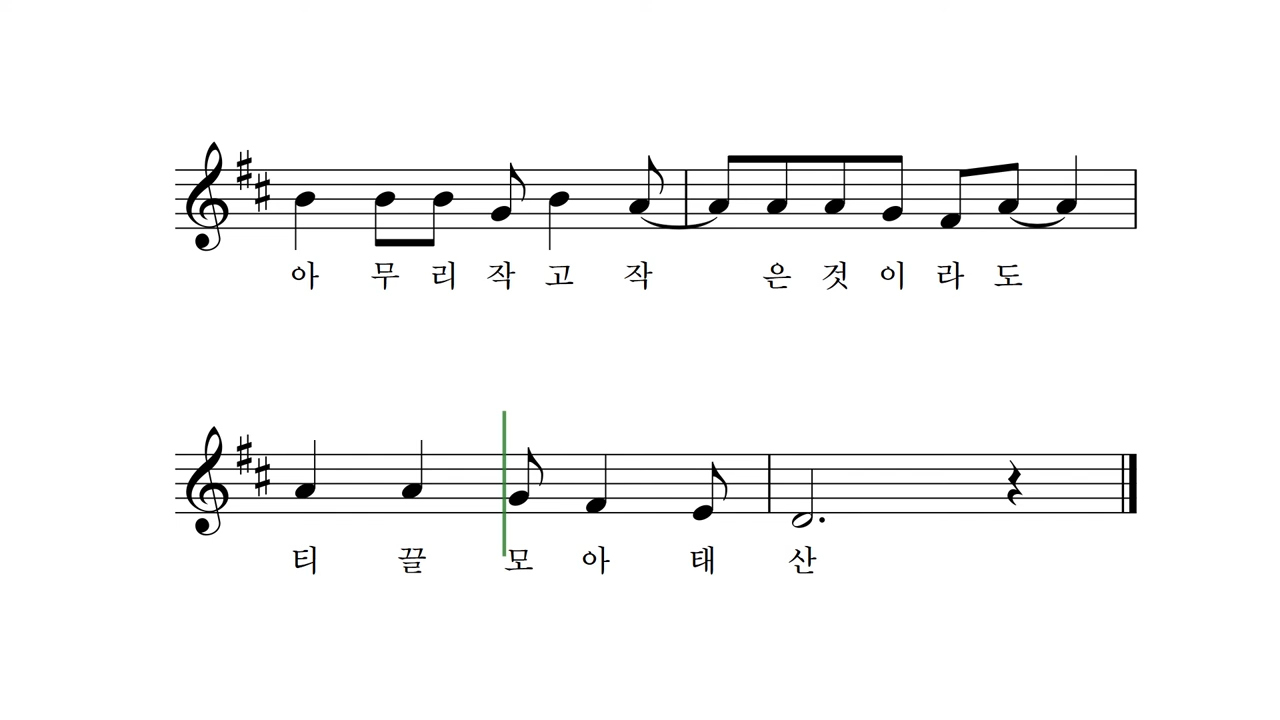 아 무 리 작 고 작 은 것 이 라 도
티 끌 모 아 태 산